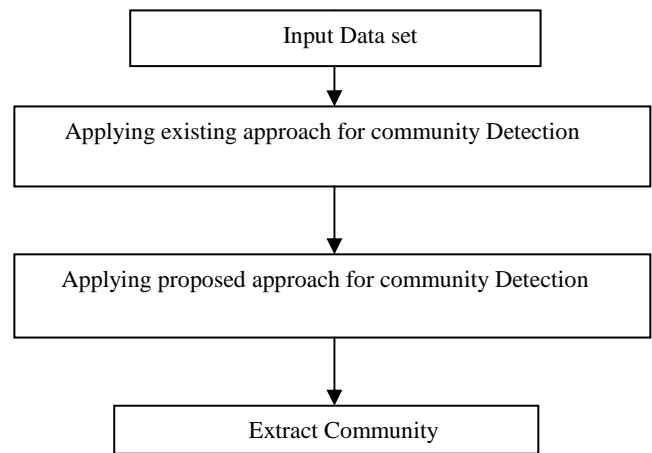 Input Data set
Applying existing approach for community Detection
Applying proposed approach for community Detection
Extract Community